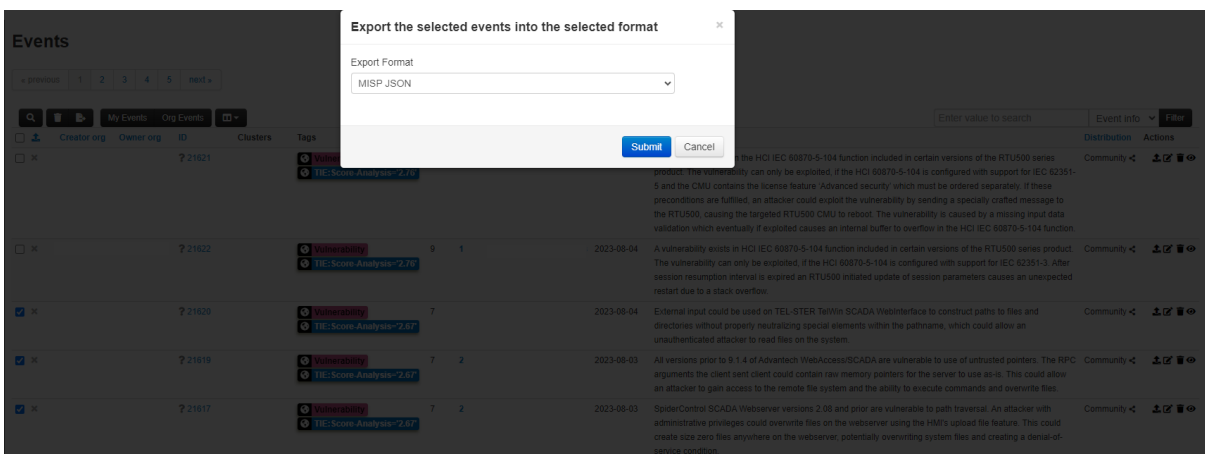 Export the selected events into the selected format ×
Events
Export Format
MISP JSON
« previous 1 2 3 4 5 next »
My Events Org Events Enter value to search Event info Filter
Submit Cancel
Creator org Owner org ID Clusters Tags Distribution Actions
? 21621 in the HCI IEC 60870-5-104 function included in certain versions of the RTU500 series Community
TIE:Score-Analysis="2.76" product. The vulnerability can only be exploited, if the HCI 60870-5-104 is configured with support for IEC 62351-
5 and the CMU contains the license feature 'Advanced security' which must be ordered separately. If these
preconditions are fulfilled, an attacker could exploit the vulnerability by sending a specially crafted message to
the RTU500, causing the targeted RTU500 CMU to reboot. The vulnerability is caused by a missing input data
validation which eventually if exploited causes an internal buffer to overflow in the HCI IEC 60870-5-104 function.
? 21622 Vulnerability 9 1 2023-08-04 A vulnerability exists in HCI IEC 60870-5-104 function included in certain versions of the RTU500 series product. Community
TIE:Score-Analysis="2.76" The vulnerability can only be exploited, if the HCI 60870-5-104 is configured with support for IEC 62351-3. After
session resumption interval is expired an RTU500 initiated update of session parameters causes an unexpected
restart due to a stack overflow.
? 21620 Vulnerability 7 2023-08-04 External input could be used on TEL-STER TelWin SCADA WebInterface to construct paths to files and Community
TIE:Score-Analysis="2.67" directories without properly neutralizing special elements within the pathname, which could allow an
unauthenticated attacker to read files on the system.
? 21619 Vulnerability 7 2 2023-08-03 All versions prior to 9.1.4 of Advantech WebAccess/SCADA are vulnerable to use of untrusted pointers. The RPC Community
TIE:Score-Analysis="2.67" arguments the client sent client could contain raw memory pointers for the server to use as-is. This could allow
an attacker to gain access to the remote file system and the ability to execute commands and overwrite files.
? 21617 Vulnerability 7 2 2023-08-03 SpiderControl SCADA Webserver versions 2.08 and prior are vulnerable to path traversal. An attacker with Community
TIE:Score-Analysis="2.67" administrative privileges could overwrite files on the webserver using the HMI's upload file feature. This could
create size zero files anywhere on the webserver, potentially overwriting system files and creating a denial-of-
service condition.